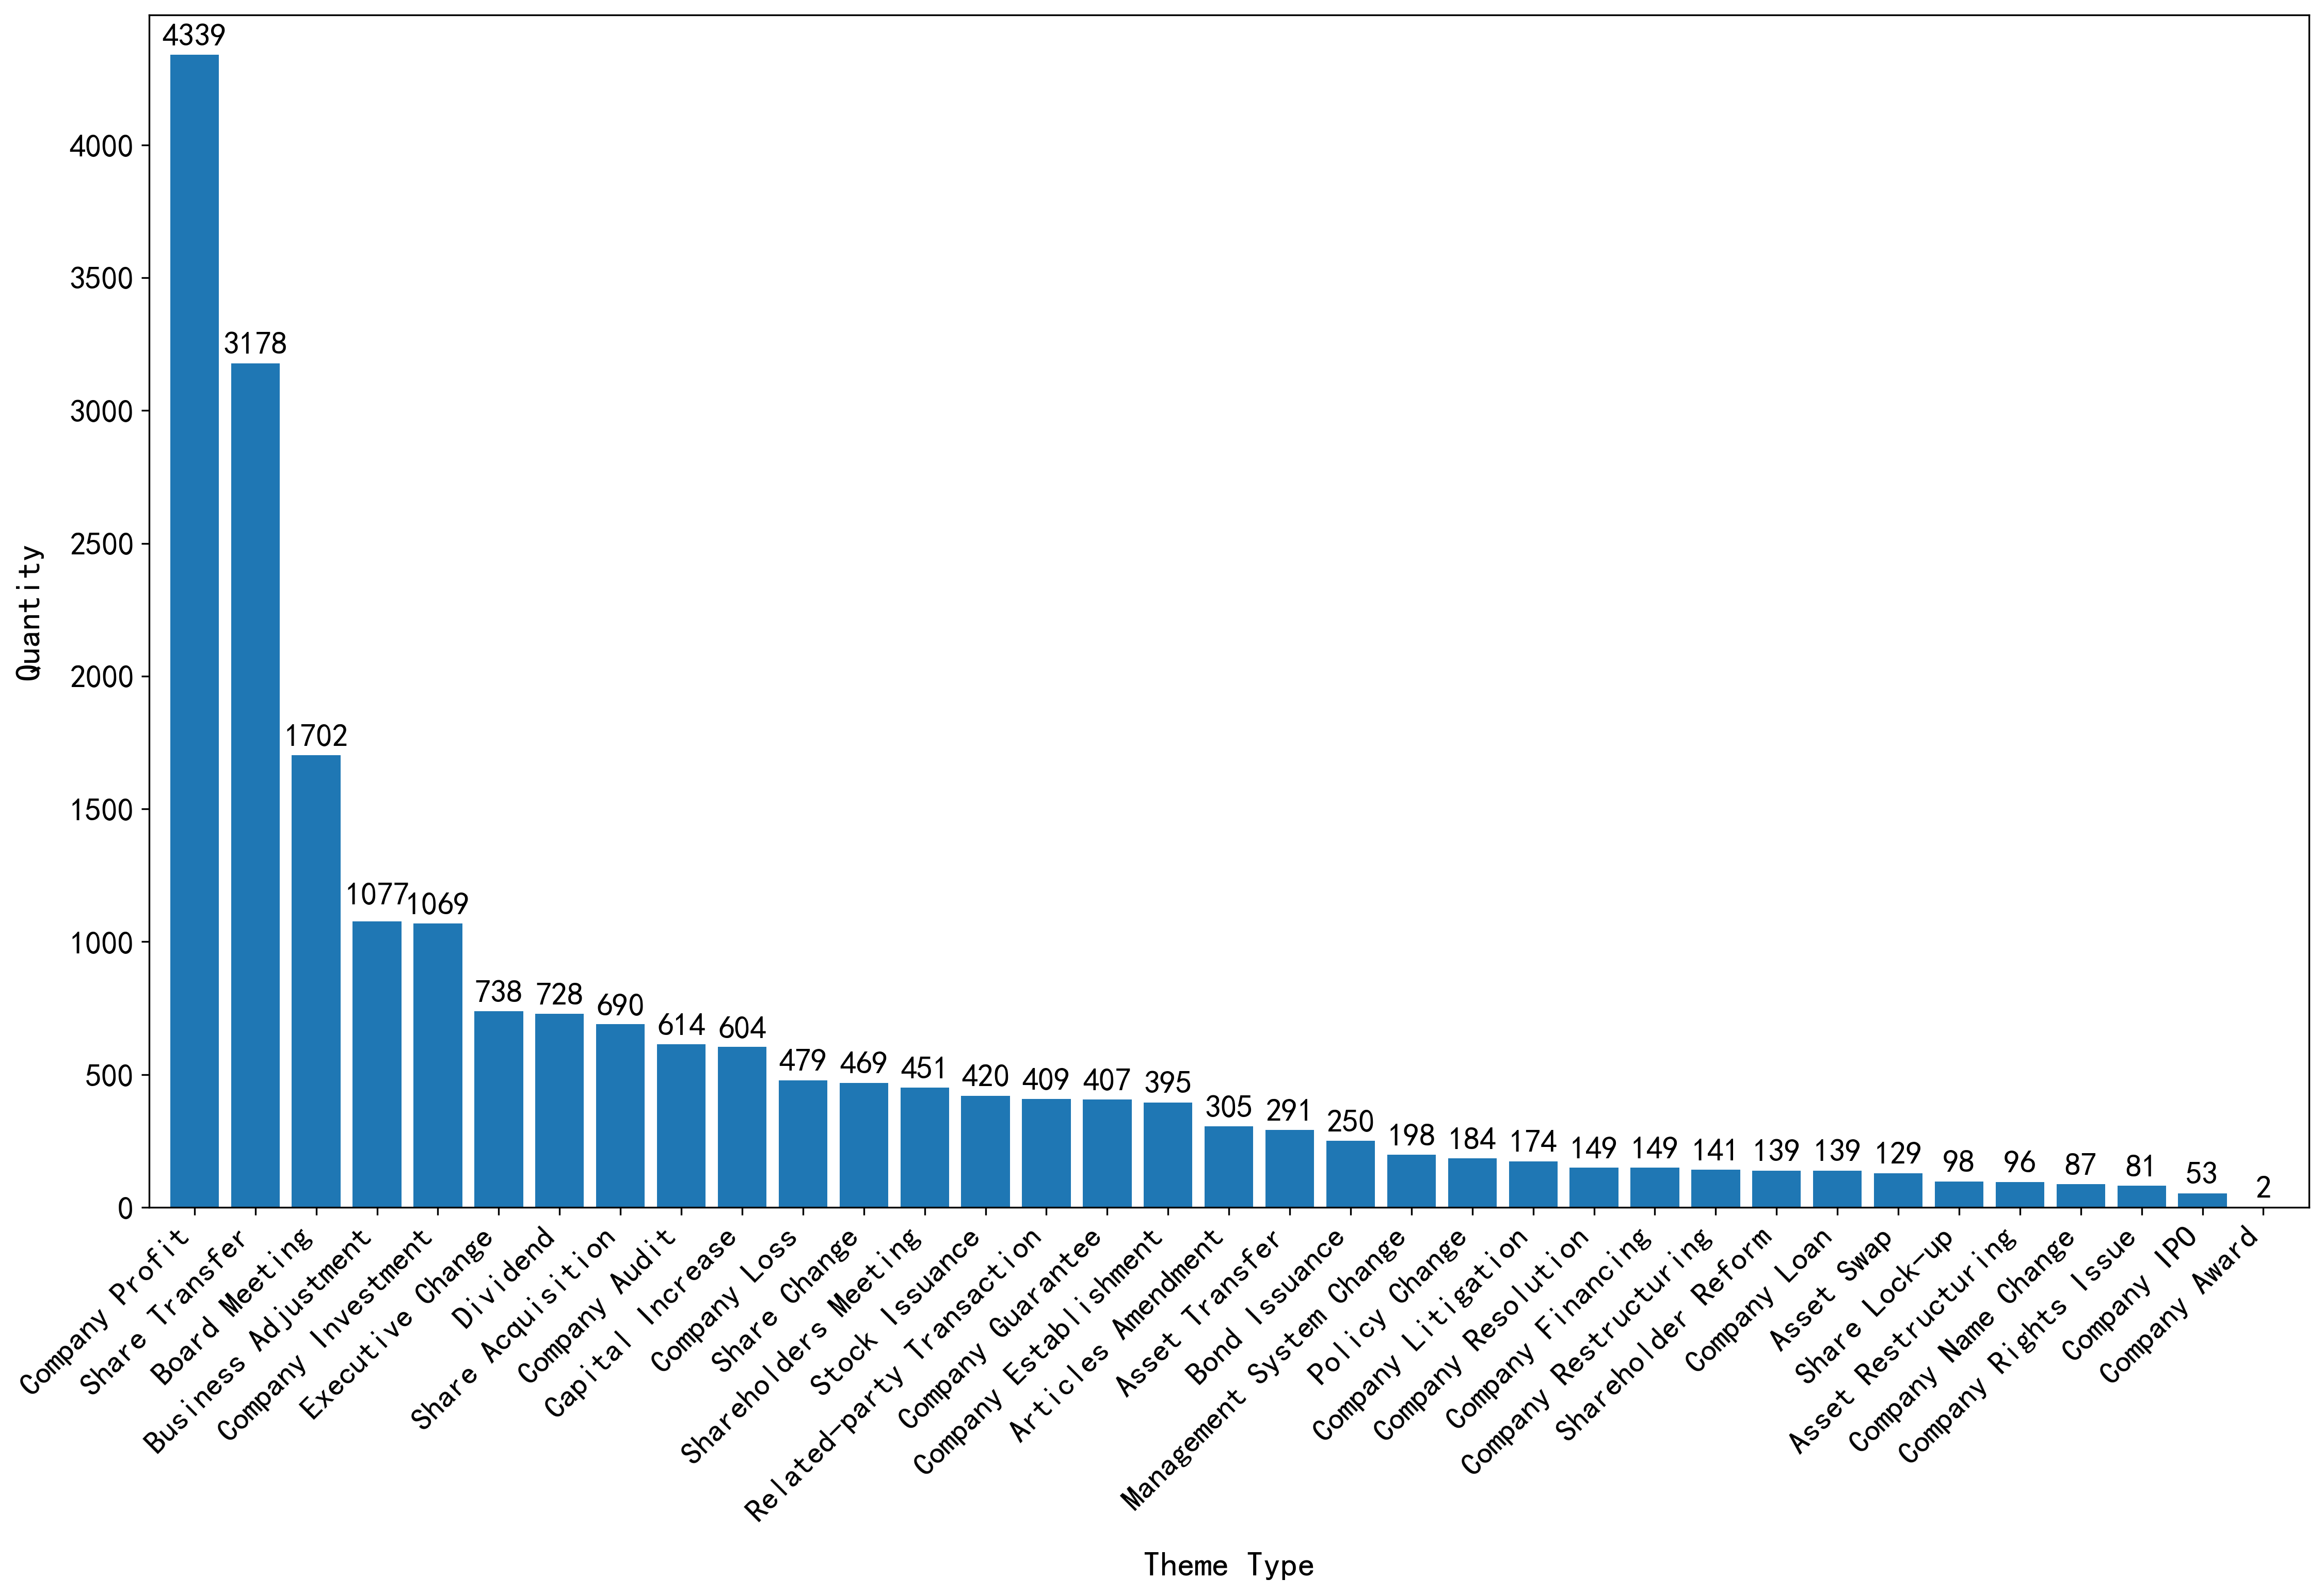 4339
3178
1702
1077
1069
738
728
690
614
604
479
469
451
420
409
407
395
305
291
250
198
184
174
149
149
141
139
139
129
98
96
87
81
53
2
4000
3500
3000
2500
2000
1500
1000
500
0
Quantity
Company Profit
Share Transfer
Board Meeting
Business Adjustment
Company Investment
Executive Change
Dividend
Share Acquisition
Company Audit
Capital Increase
Company Loss
Share Change
Shareholders Meeting
Stock Issuance
Related-party Transaction
Company Guarantee
Company Establishment
Articles Amendment
Asset Transfer
Bond Issuance
Management System Change
Policy Change
Company Litigation
Company Resolution
Company Financing
Company Restructuring
Shareholder Reform
Company Loan
Asset Swap
Share Lock-up
Asset Restructuring
Company Name Change
Company Rights Issue
Company IPO
Company Award
Theme Type